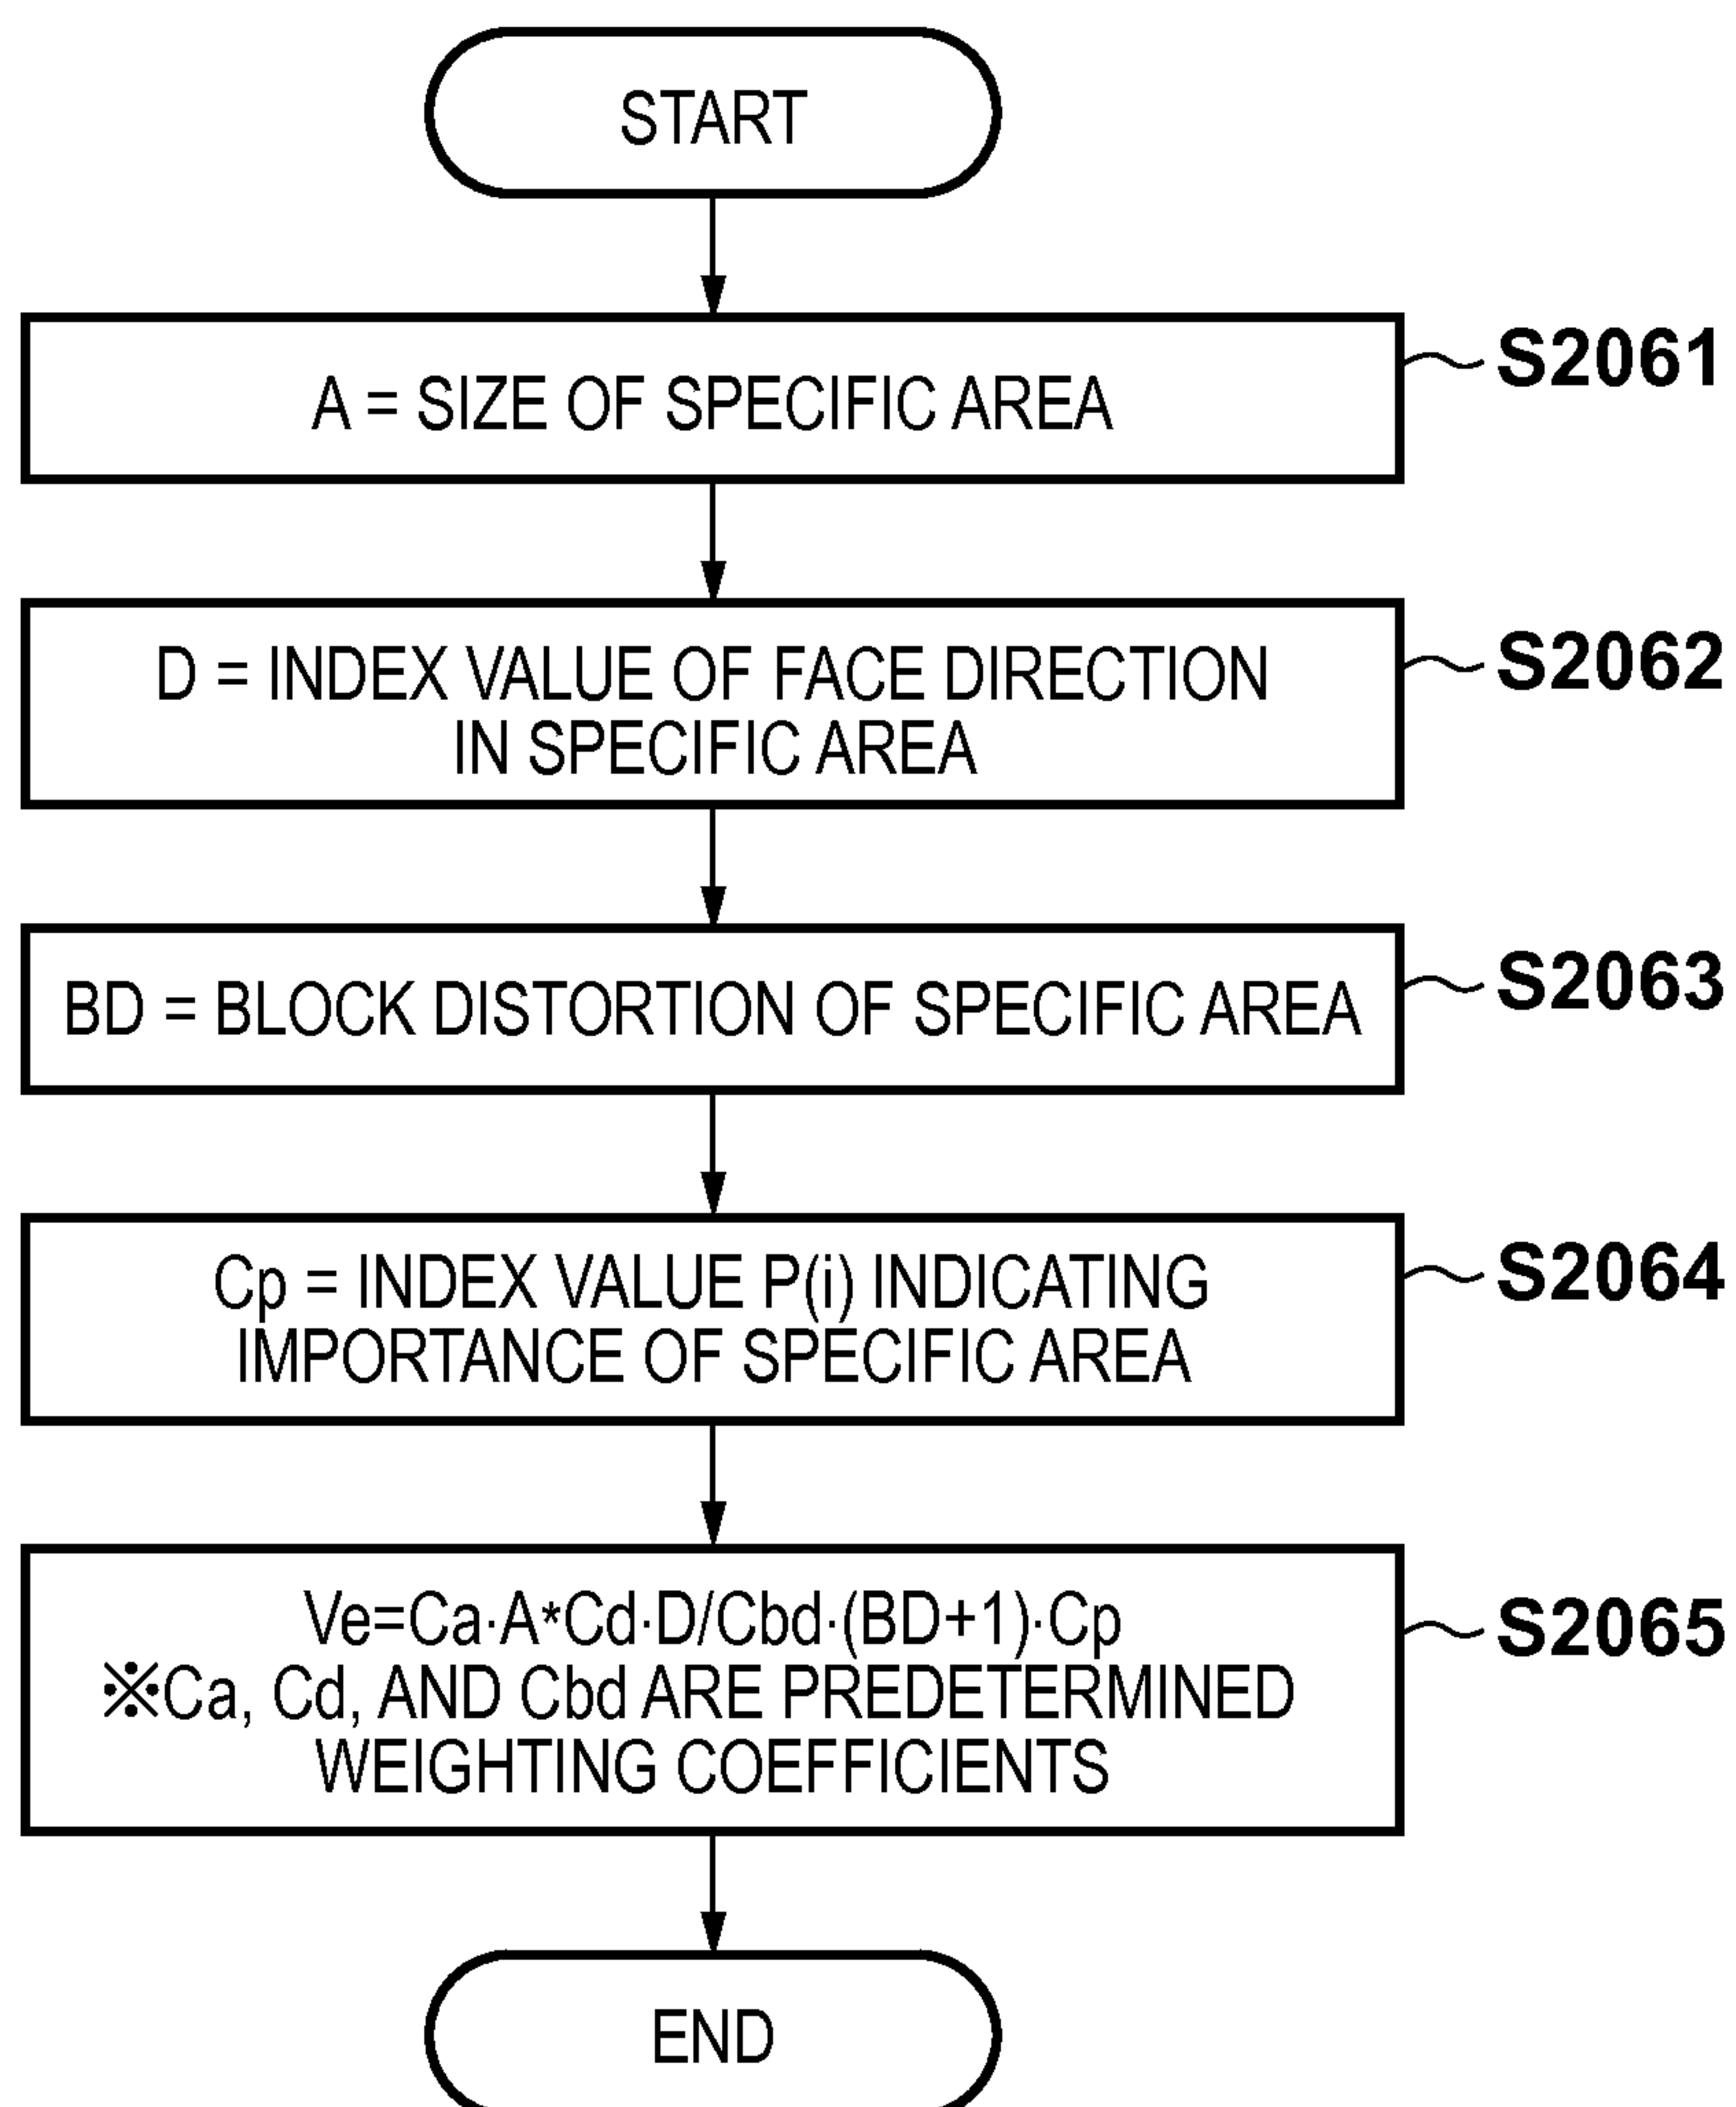 START
A = SIZE OF SPECIFIC AREA
S2061
D = INDEX VALUE OF FACE DIRECTION
IN SPECIFIC AREA
S2062
BD = BLOCK DISTORTION OF SPECIFIC AREA
S2063
Cp = INDEX VALUE P(i) INDICATING
IMPORTANCE OF SPECIFIC AREA
S2064
Ve=Ca·A*Cd·D/Cbd·(BD+1)·Cp
※Ca, Cd, AND Cbd ARE PREDETERMINED
WEIGHTING COEFFICIENTS
S2065
END